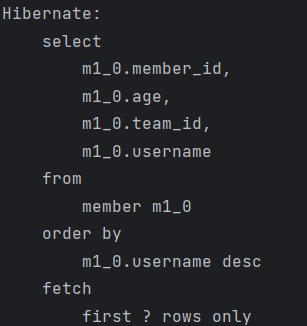 Hibernate:
    select
        m1_0.member_id,
        m1_0.age,
        m1_0.team_id,
        m1_0.username
    from
        member m1_0
    order by
        m1_0.username desc
    fetch
        first ? rows only